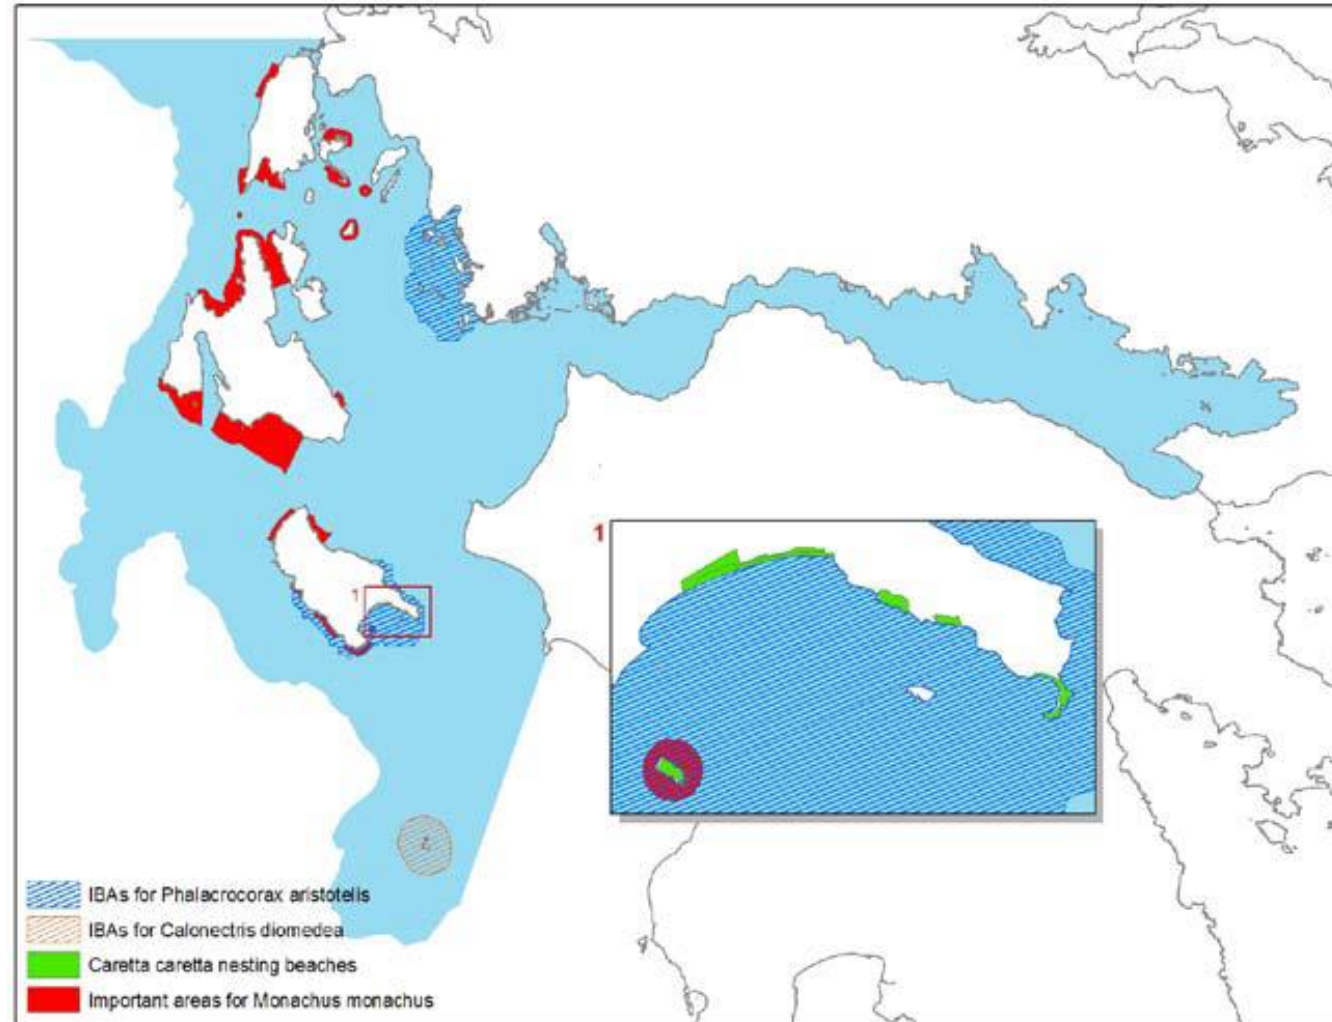 1
1
IBAs for Phalacrocorax aristotelis
IBAs for Calonectris diomedea
Caretta caretta nesting beaches
Important areas for Monachus monachus